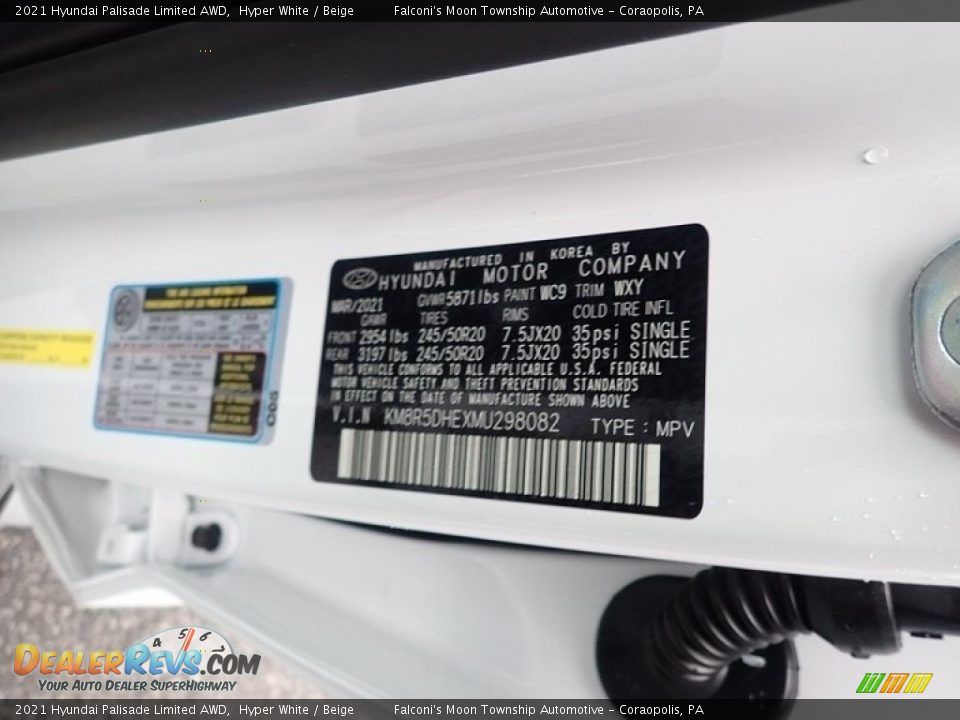 2021 Hyundai Palisade Limited AWD, Hyper White / Beige Falconi's Moon Township Automotive - Coraopolis, PA
MANUFACTURED IN KOREA BY
HYUNDAI MOTOR COMPANY
MAR/2021 GVWR 5871lbs PAINT WC9 TRIM WXY
GAWR TIRES RIMS COLD TIRE INFL
FRONT 2954 lbs 245/50R20 7.5JX20 35psi SINGLE
REAR 3197 lbs 245/50R20 7.5JX20 35psi SINGLE
THIS VEHICLE CONFORMS TO ALL APPLICABLE U.S.A. FEDERAL
MOTOR VEHICLE SAFETY AND THEFT PREVENTION STANDARDS
IN EFFECT ON THE DATE OF MANUFACTURE SHOWN ABOVE
V.I.N KM8R5DHEXMU298082 TYPE : MPV
C03
4 5 6
DEALERREVS.COM
YOUR AUTO DEALER SUPERHIGHWAY
2021 Hyundai Palisade Limited AWD, Hyper White / Beige Falconi's Moon Township Automotive - Coraopolis, PA